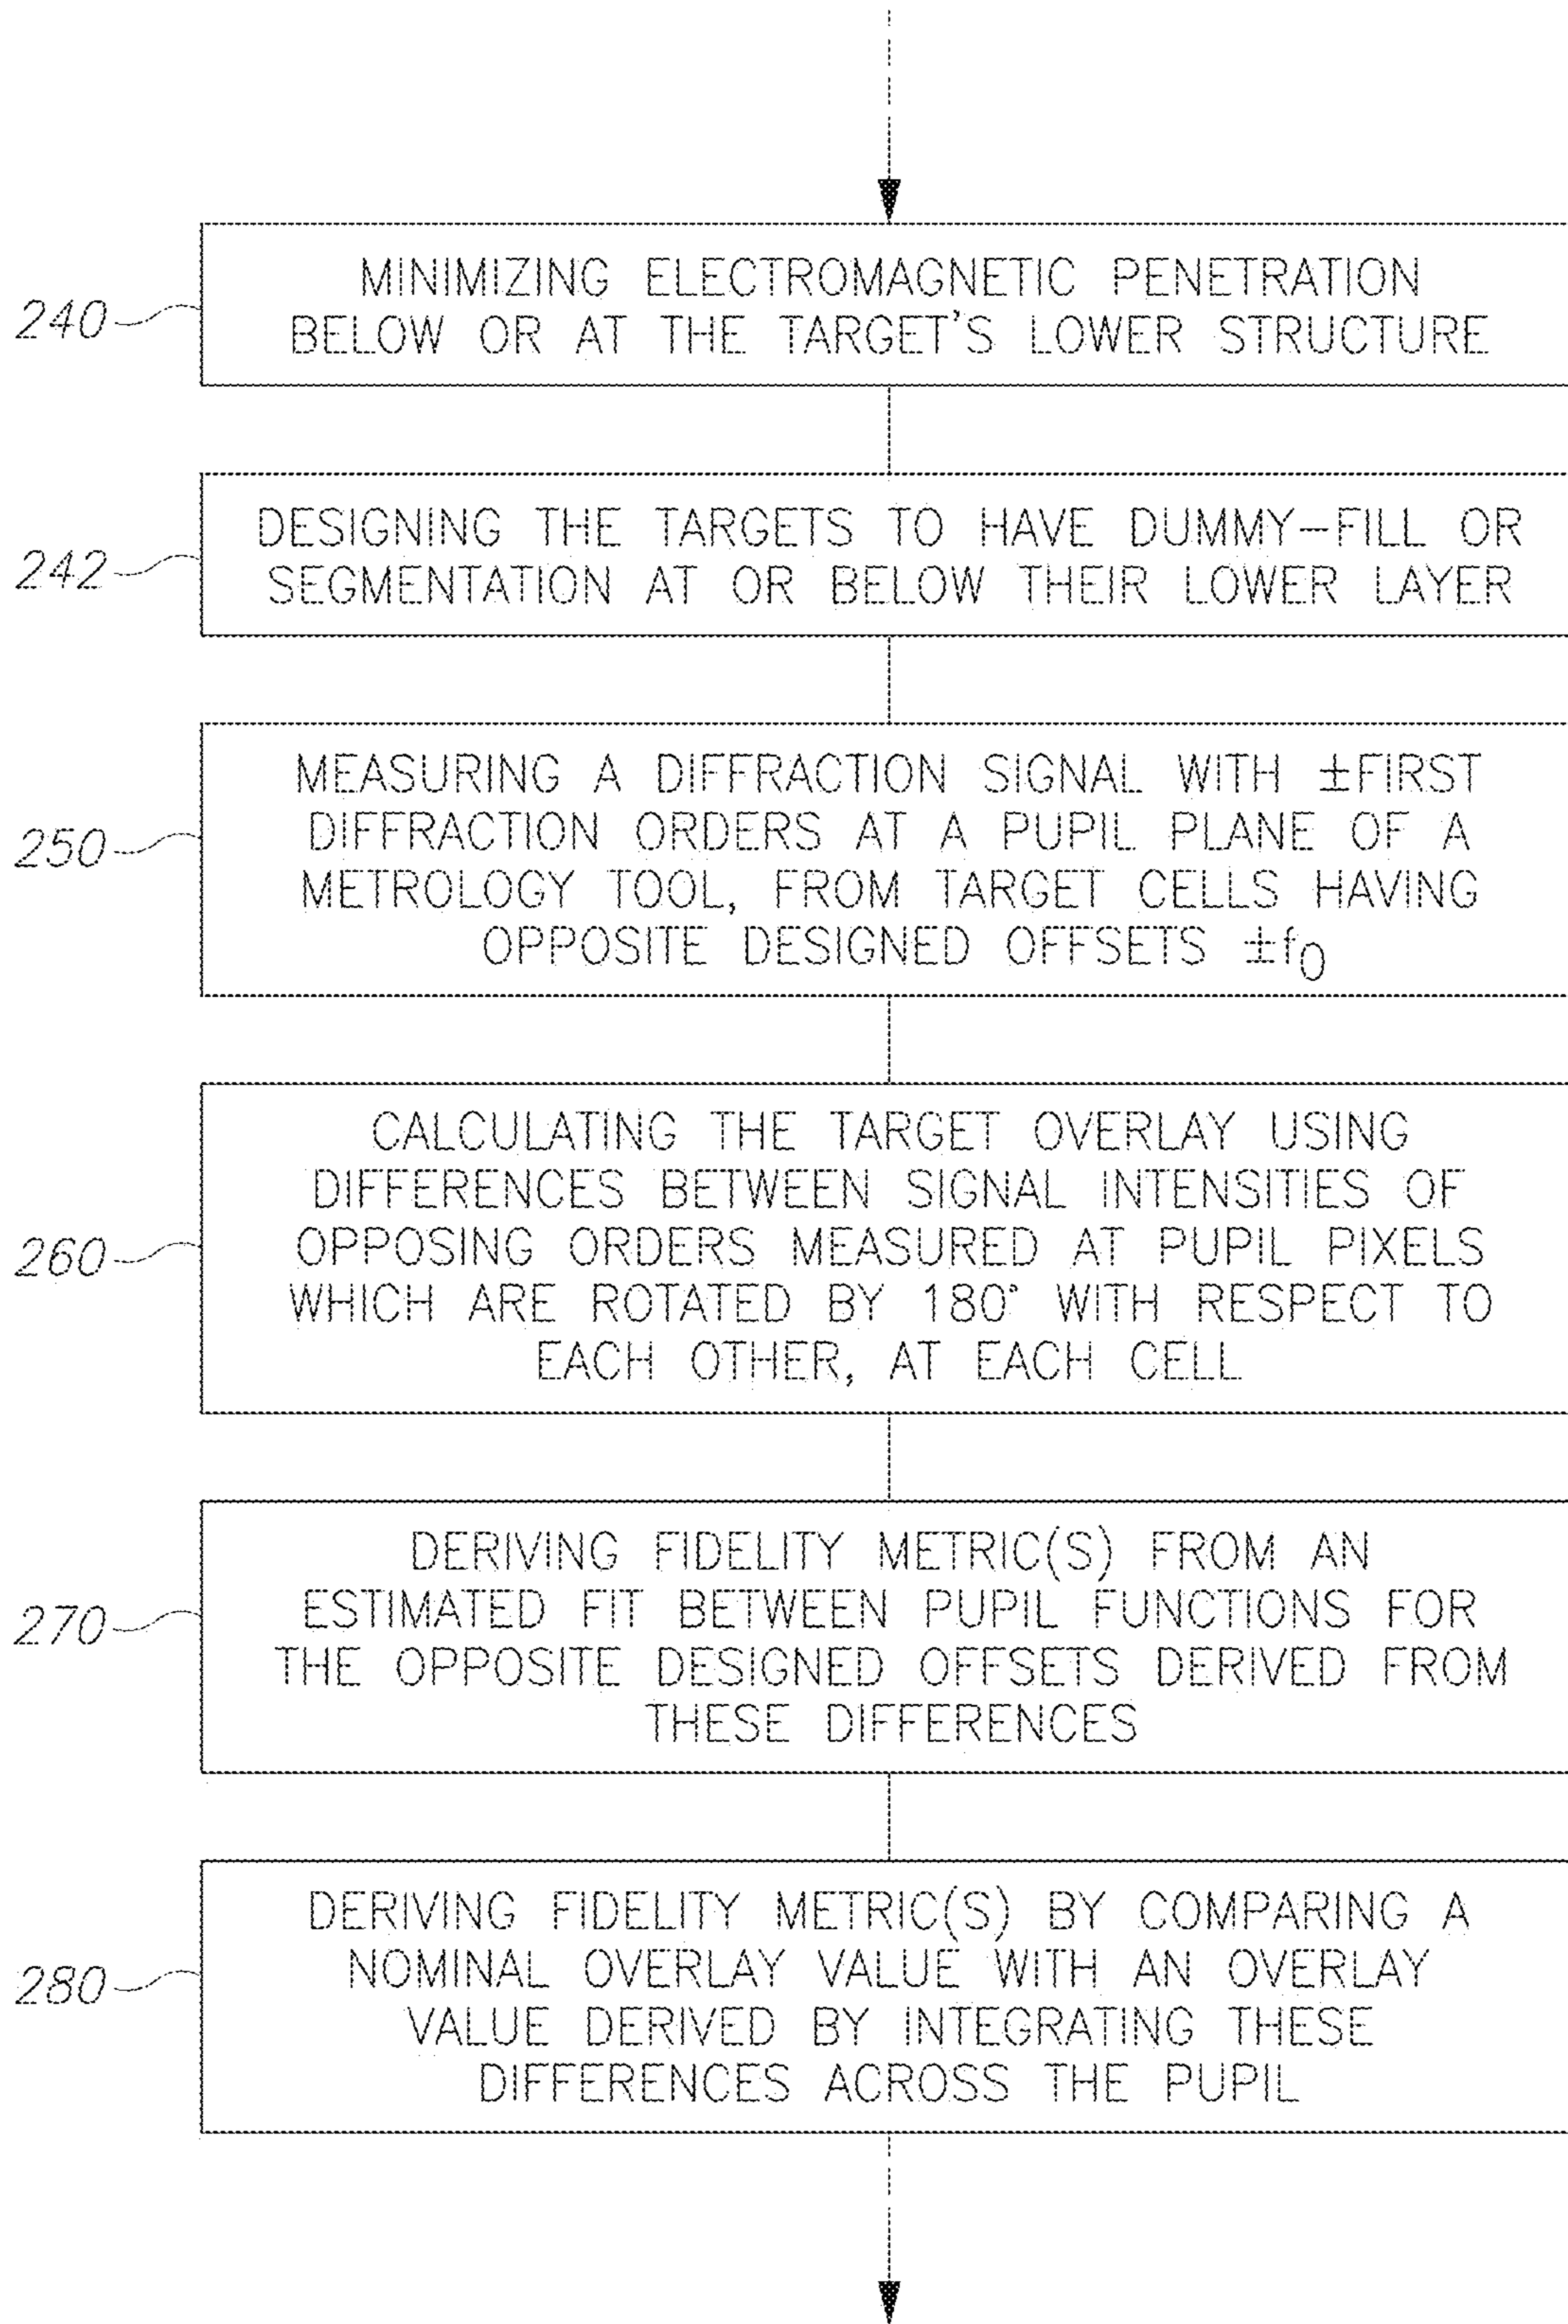 240
MINIMIZING ELECTROMAGNETIC PENETRATION
BELOW OR AT THE TARGET'S LOWER STRUCTURE
242
DESIGNING THE TARGETS TO HAVE DUMMY-FILL OR
SEGMENTATION AT OR BELOW THEIR LOWER LAYER
250
MEASURING A DIFFRACTION SIGNAL WITH ±FIRST
DIFFRACTION ORDERS AT A PUPIL PLANE OF A
METROLOGY TOOL, FROM TARGET CELLS HAVING
OPPOSITE DESIGNED OFFSETS ±f0
260
CALCULATING THE TARGET OVERLAY USING
DIFFERENCES BETWEEN SIGNAL INTENSITIES OF
OPPOSING ORDERS MEASURED AT PUPIL PIXELS
WHICH ARE ROTATED BY 180° WITH RESPECT TO
EACH OTHER, AT EACH CELL
270
DERIVING FIDELITY METRIC(S) FROM AN
ESTIMATED FIT BETWEEN PUPIL FUNCTIONS FOR
THE OPPOSITE DESIGNED OFFSETS DERIVED FROM
THESE DIFFERENCES
280
DERIVING FIDELITY METRIC(S) BY COMPARING A
NOMINAL OVERLAY VALUE WITH AN OVERLAY
VALUE DERIVED BY INTEGRATING THESE
DIFFERENCES ACROSS THE PUPIL